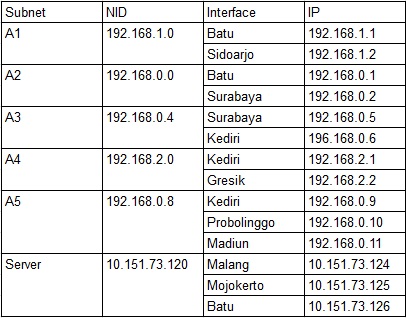 Subnet NID Interface IP
A1 192.168.1.0 Batu 192.168.1.1
Sidoarjo 192.168.1.2
A2 192.168.0.0 Batu 192.168.0.1
Surabaya 192.168.0.2
A3 192.168.0.4 Surabaya 192.168.0.5
Kediri 196.168.0.6
A4 192.168.2.0 Kediri 192.168.2.1
Gresik 192.168.2.2
A5 192.168.0.8 Kediri 192.168.0.9
Probolinggo 192.168.0.10
Madiun 192.168.0.11
Server 10.151.73.120 Malang 10.151.73.124
Mojokerto 10.151.73.125
Batu 10.151.73.126